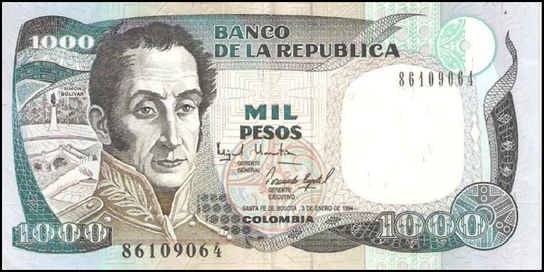 1000
BANCO
DE LA REPUBLICA
86109064
SIMON
BOLIVAR
MIL
PESOS
GERENTE
GENERAL
GERENTE
EJECUTIVO
SANTA FE DE BOGOTA, 3 DE ENERO DE 1994
COLOMBIA
1000
1000
86109064